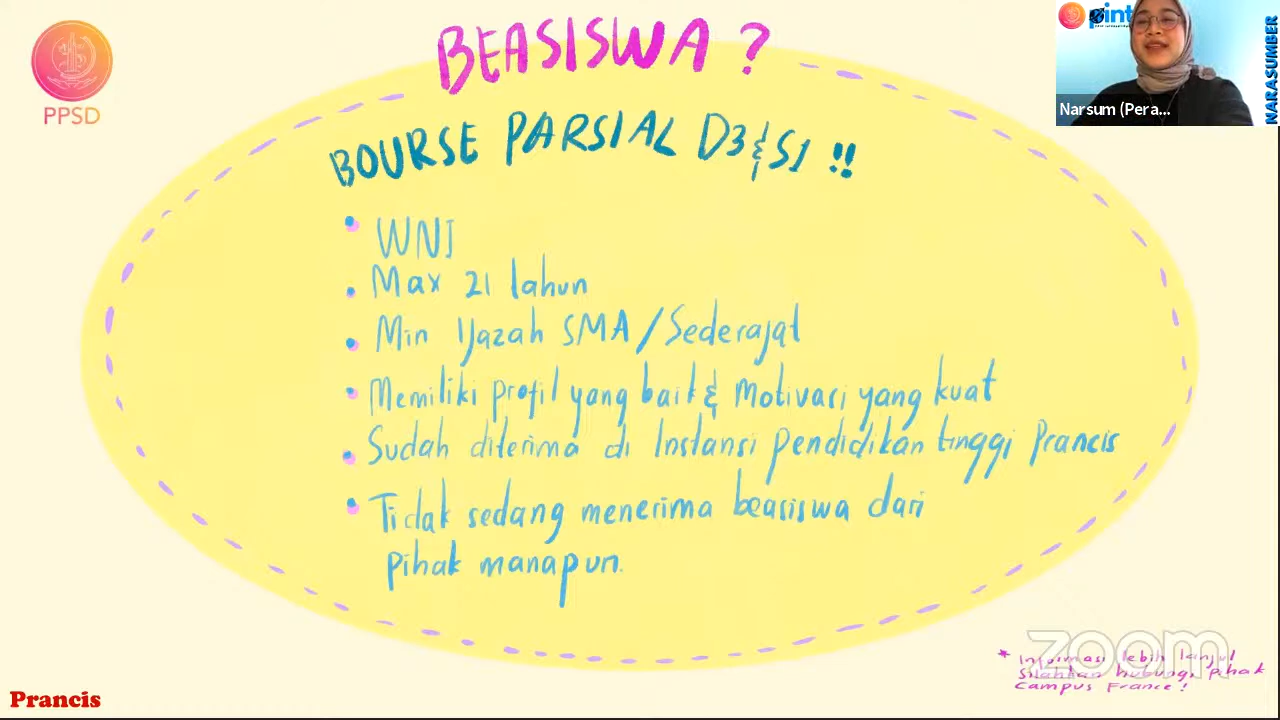 BEASISWA ?
PPSD
BOURSE PARSIAL D3 & S1 !!
• WNI
• Max 21 tahun
• Min Ijazah SMA/Sederajat
• Memiliki profil yang baik & Motivasi yang kuat
• Sudah diterima di Instansi pendidikan tinggi Prancis
• Tidak sedang menerima beasiswa dari
pihak manapun.
pint
Narsum (Pera...
NARASUMBER
zoom
* Informasi lebih lanjut
Silahkan hubungi pihak
Campus France !
Prancis